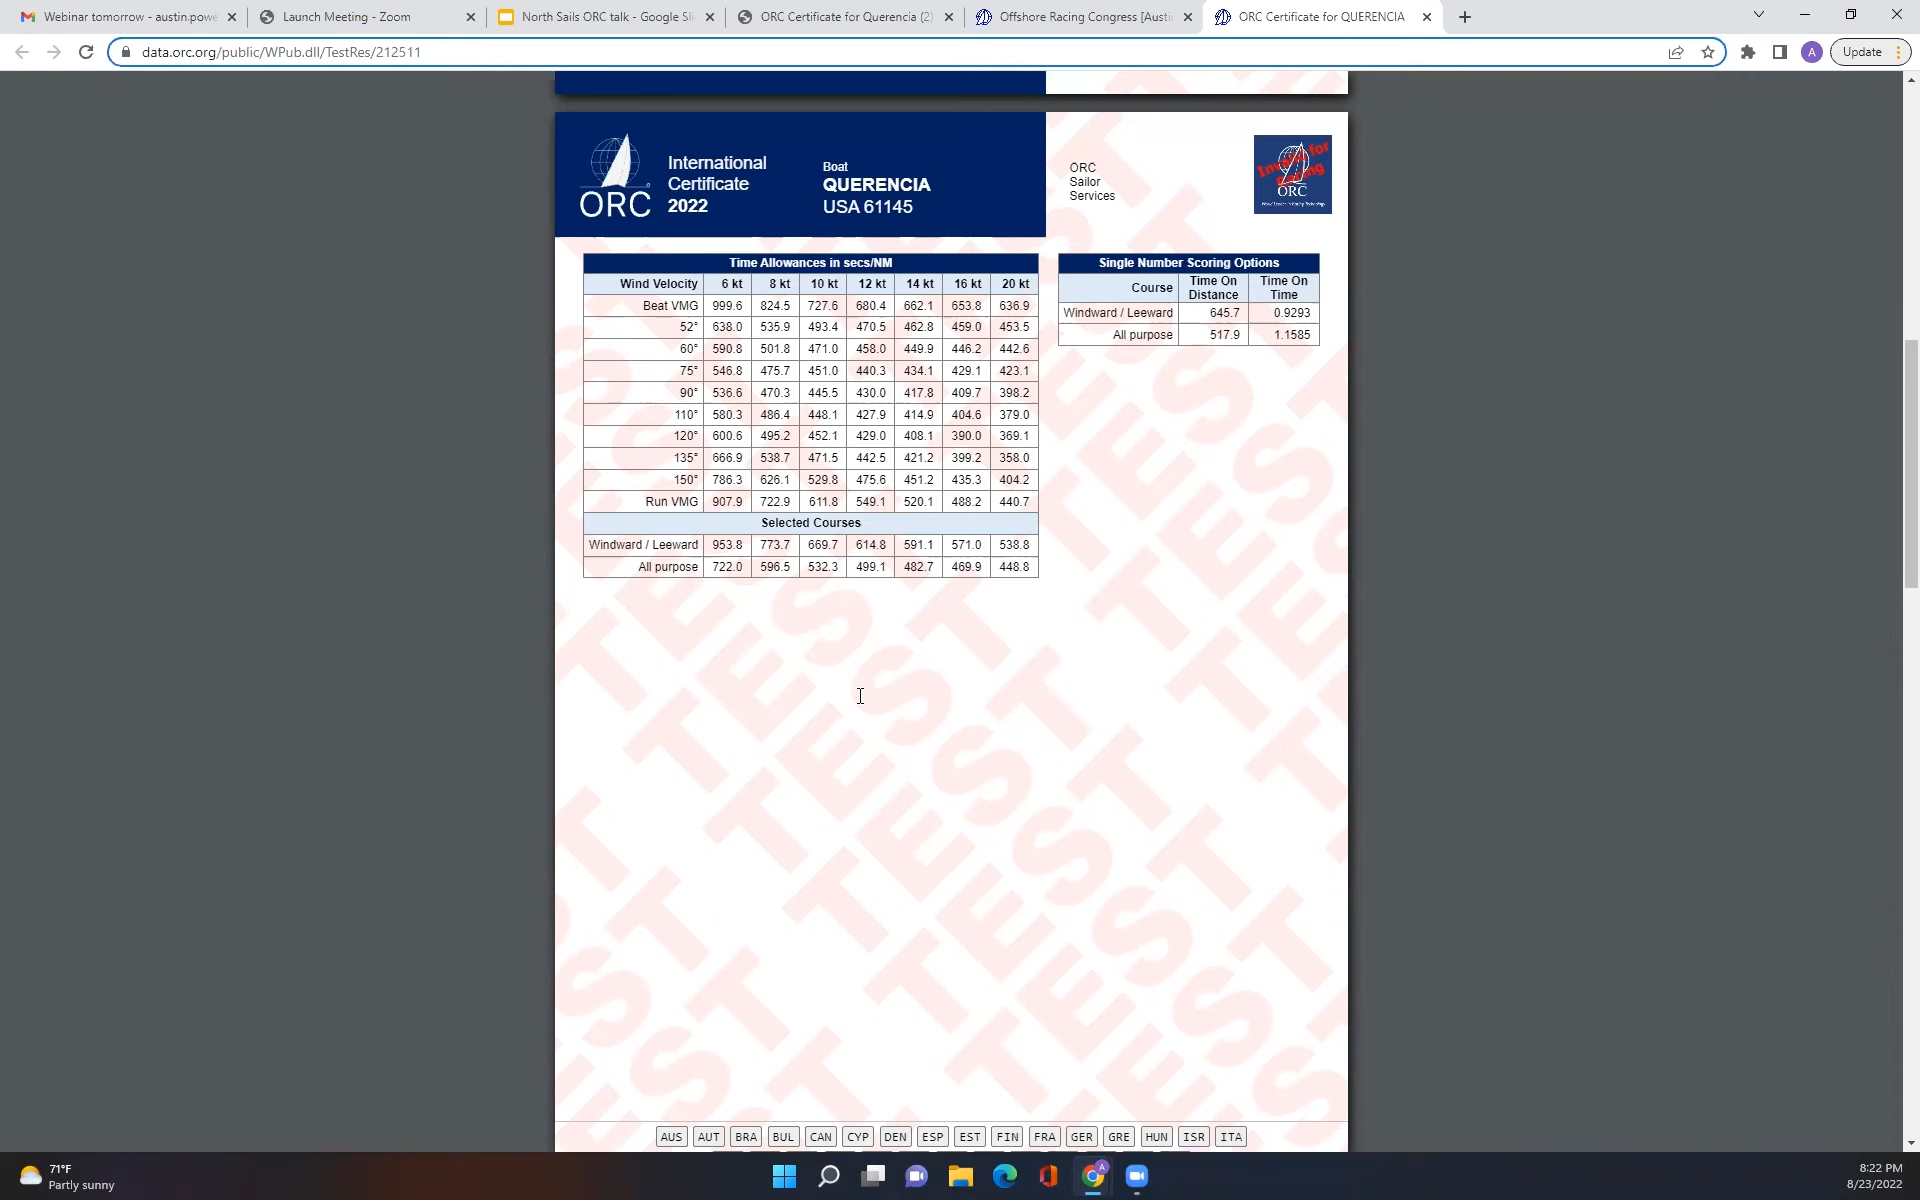 Webinar tomorrow - austin.powe
Launch Meeting - Zoom
North Sails ORC talk - Google Sli
ORC Certificate for Querencia (2)
Offshore Racing Congress [Austi
ORC Certificate for QUERENCIA
data.orc.org/public/WPub.dll/TestRes/212511
A
Update
ORC
International
Certificate
2022
Boat
QUERENCIA
USA 61145
ORC
Sailor
Services
Invalid for
racing
ORC
World Leader in Rating Technology
Time Allowances in secs/NM
Wind Velocity 6 kt 8 kt 10 kt 12 kt 14 kt 16 kt 20 kt
Beat VMG 999.6 824.5 727.6 680.4 662.1 653.8 636.9
52° 638.0 535.9 493.4 470.5 462.8 459.0 453.5
60° 590.8 501.8 471.0 458.0 449.9 446.2 442.6
75° 546.8 475.7 451.0 440.3 434.1 429.1 423.1
90° 536.6 470.3 445.5 430.0 417.8 409.7 398.2
110° 580.3 486.4 448.1 427.9 414.9 404.6 379.0
120° 600.6 495.2 452.1 429.0 408.1 390.0 369.1
135° 666.9 538.7 471.5 442.5 421.2 399.2 358.0
150° 786.3 626.1 529.8 475.6 451.2 435.3 404.2
Run VMG 907.9 722.9 611.8 549.1 520.1 488.2 440.7
Selected Courses
Windward / Leeward 953.8 773.7 669.7 614.8 591.1 571.0 538.8
All purpose 722.0 596.5 532.3 499.1 482.7 469.9 448.8
Single Number Scoring Options
Course Time On Distance Time On Time
Windward / Leeward 645.7 0.9293
All purpose 517.9 1.1585
TEST TEST TEST TEST
AUS AUT BRA BUL CAN CYP DEN ESP EST FIN FRA GER GRE HUN ISR ITA
71°F
Partly sunny
A
8:22 PM
8/23/2022